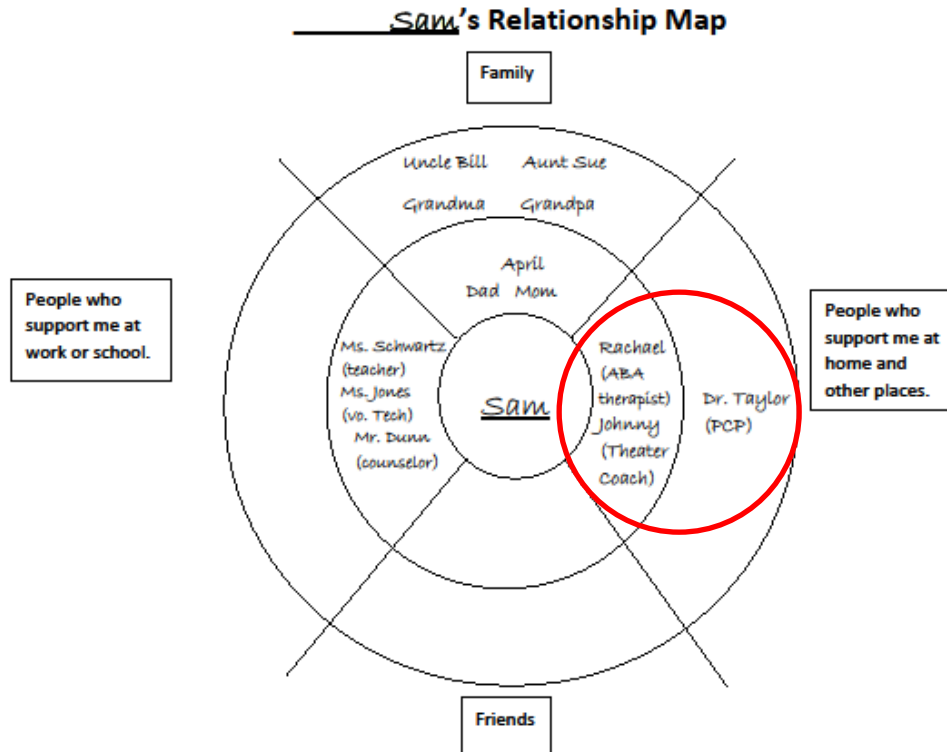 Sam's Relationship Map
Family
Uncle Bill Aunt Sue
Grandma Grandpa
April
Dad Mom
People who
support me at
work or school.
Ms. Schwartz
(teacher)
Ms. Jones
(vo. Tech)
Mr. Dunn
(counselor)
Sam
Rachael
(ABA
therapist)
Johnny
(Theater
Coach)
Dr. Taylor
(PCP)
People who
support me at
home and
other places.
Friends